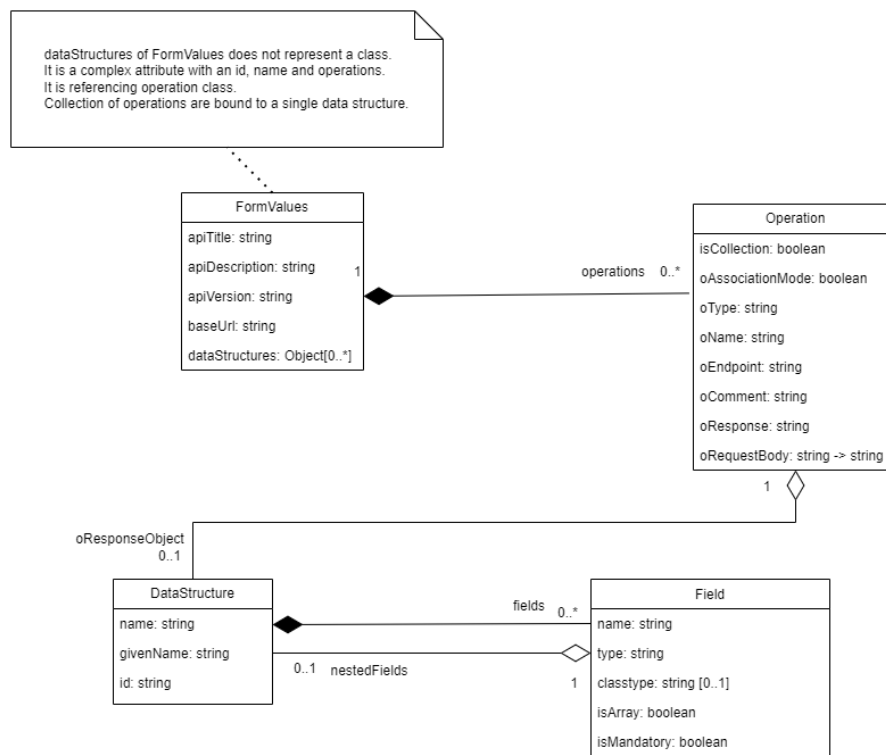 dataStructures of FormValues does not represent a class.
It is a complex attribute with an id, name and operations.
It is referencing operation class.
Collection of operations are bound to a single data structure.
FormValues
apiTitle: string
apiDescription: string
apiVersion: string
baseUrl: string
dataStructures: Object[0..*]
1
operations 0..*
Operation
isCollection: boolean
oAssociationMode: boolean
oType: string
oName: string
oEndpoint: string
oComment: string
oResponse: string
oRequestBody: string -> string
1
oResponseObject
0..1
DataStructure
name: string
givenName: string
id: string
fields 0..*
0..1 nestedFields
1
Field
name: string
type: string
classtype: string [0..1]
isArray: boolean
isMandatory: boolean